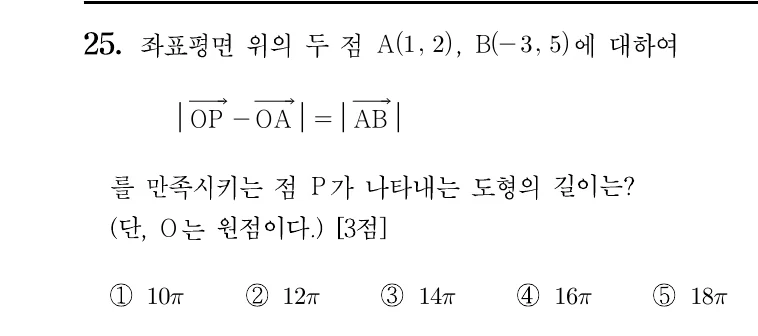 25. 좌표평면 위의 두 점 A(1, 2), B(−3, 5)에 대하여
|\overrightarrow{OP} − \overrightarrow{OA}| = |\overrightarrow{AB}|
를 만족시키는 점 P가 나타내는 도형의 길이는?
(단, O는 원점이다.) [3점]
① 10π ② 12π ③ 14π ④ 16π ⑤ 18π